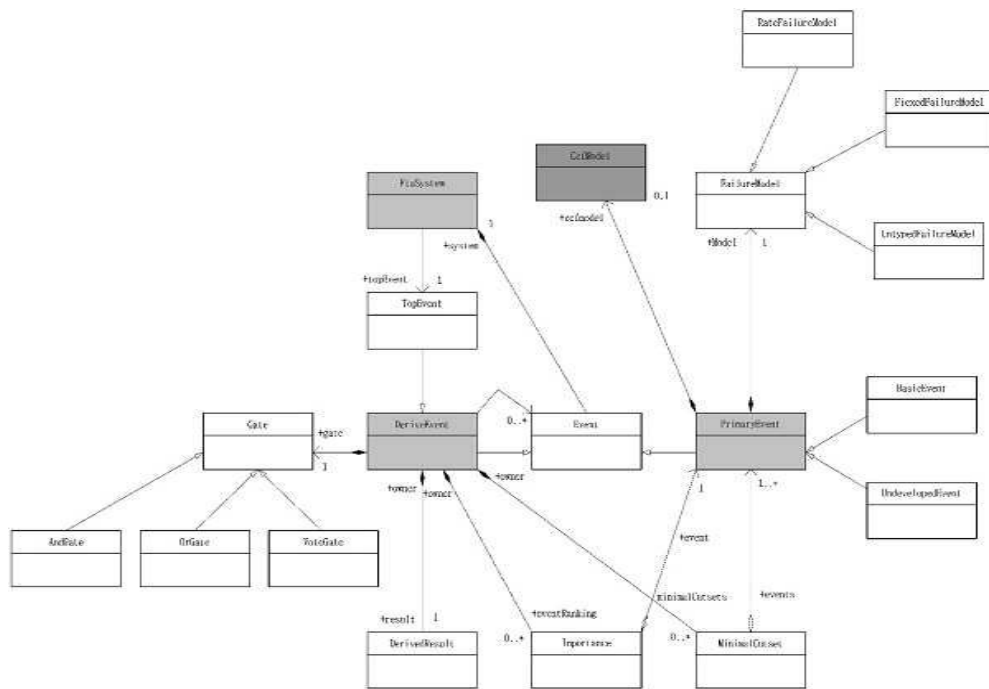 RateFailureModel
FiexedFailureModel
CcfModel
FtaSystem
FailureModel
0,1
+ccfmodel
1
+system
+Model
1
UntypedFailureModel
+topEvent
1
TopEvent
BasicEvent
Gate
+gate
DeriveEvent
0..*
Event
PrimaryEvent
1
+owner
+owner
+owner
1
1..*
UndevelopedEvent
AndGate
OrGate
VoteGate
+event
minimalCutsets
+events
+result
1
+eventRanking
0..*
0..*
DerivedResult
Importance
MinimalCutses